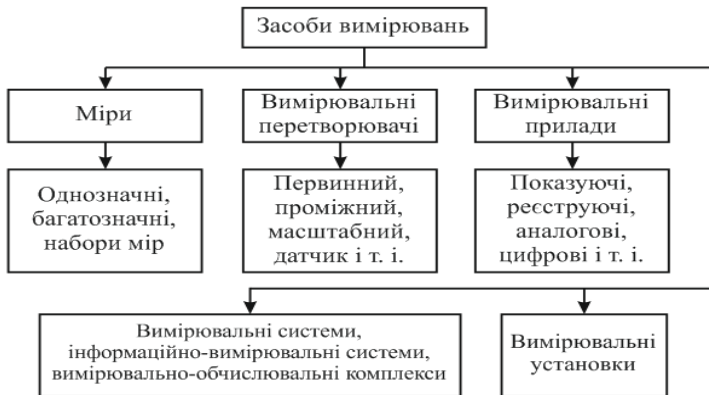 Засоби вимірювань
Міри
Вимірювальні
перетворювачі
Вимірювальні
прилади
Однозначні,
багатозначні,
набори мір
Первинний,
проміжний,
масштабний,
датчик і т. і.
Показуючі,
реєструючі,
аналогові,
цифрові і т. і.
Вимірювальні системи,
інформаційно-вимірювальні системи,
вимірювально-обчислювальні комплекси
Вимірювальні
установки